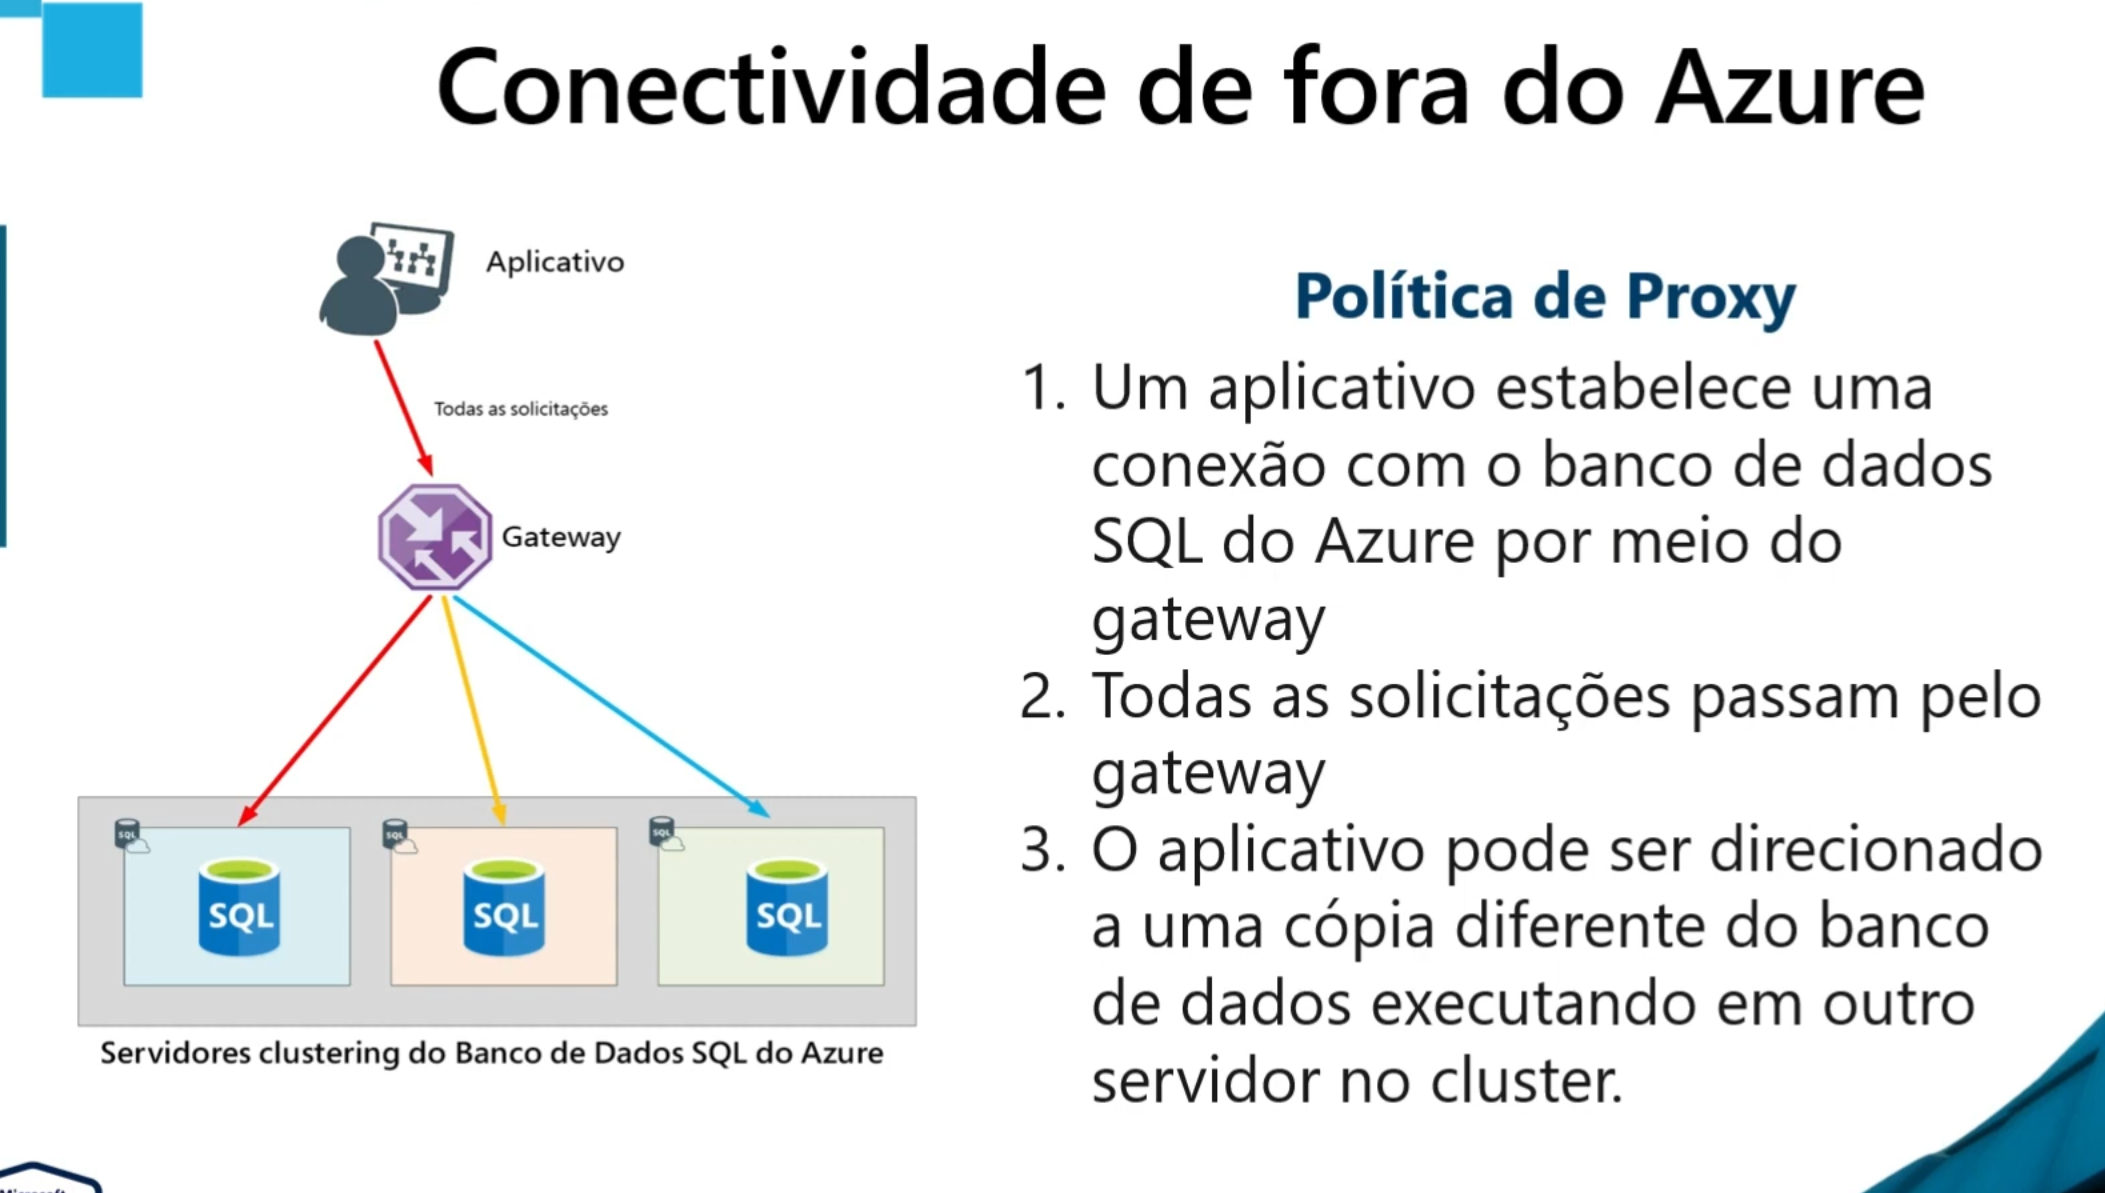 Conectividade de fora do Azure
Aplicativo
Todas as solicitações
Gateway
SQL
SQL
SQL
SQL
SQL
SQL
Servidores clustering do Banco de Dados SQL do Azure
Política de Proxy
1. Um aplicativo estabelece uma
conexão com o banco de dados
SQL do Azure por meio do
gateway
2. Todas as solicitações passam pelo
gateway
3. O aplicativo pode ser direcionado
a uma cópia diferente do banco
de dados executando em outro
servidor no cluster.
Microsoft